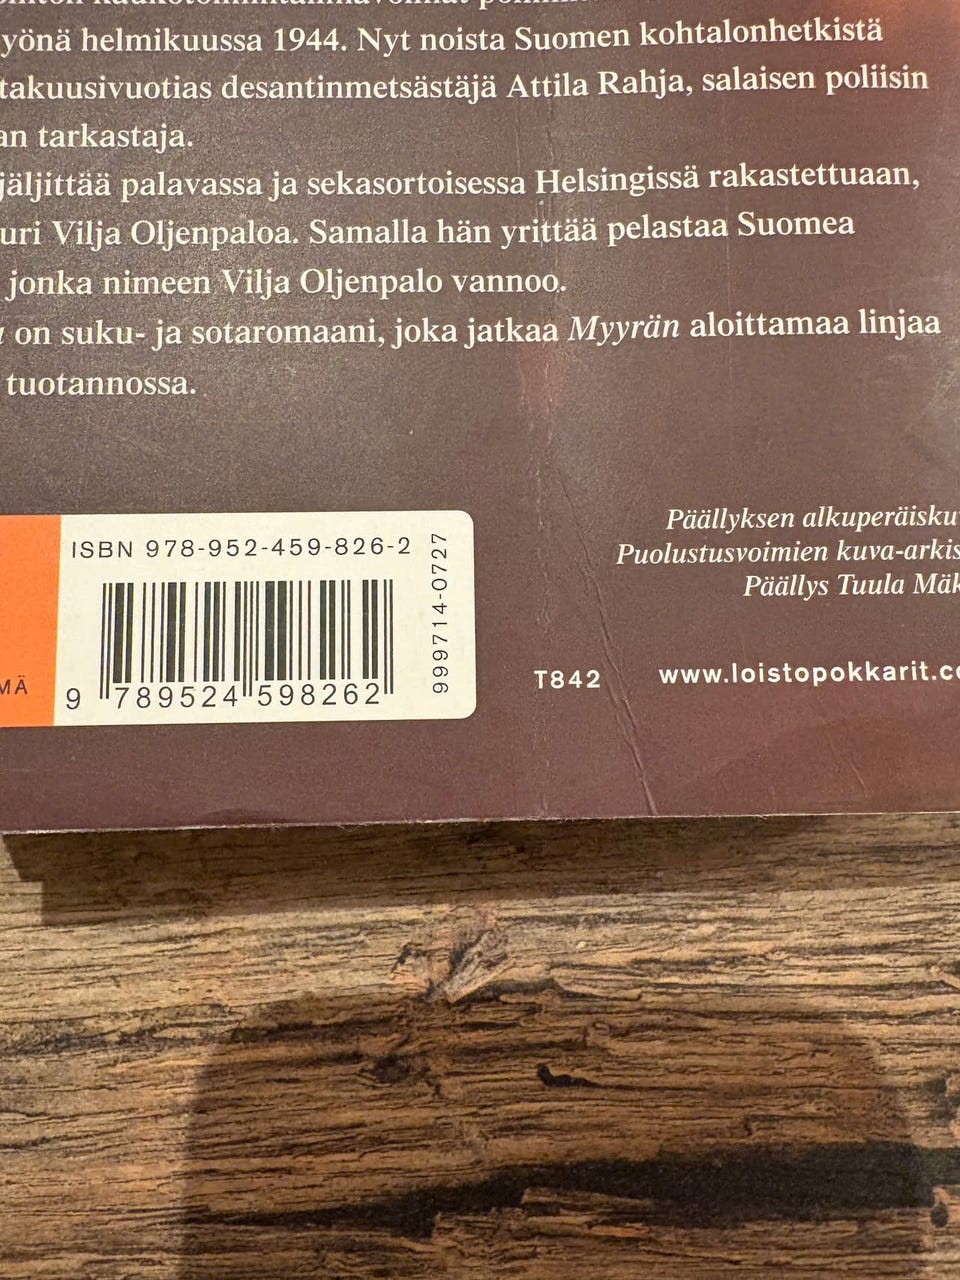 yönä helmikuussa 1944. Nyt noista Suomen kohtalonhetkistä
takuusivuotias desantinmetsästäjä Attila Rahja, salaisen poliisin
an tarkastaja.
jäljittää palavassa ja sekasortoisessa Helsingissä rakastettuaan,
uri Vilja Oljenpaloa. Samalla hän yrittää pelastaa Suomea
jonka nimeen Vilja Oljenpalo vannoo.
on suku- ja sotaromaani, joka jatkaa Myyrän aloittamaa linjaa
tuotannossa.
ISBN 978-952-459-826-2
999714-0727
9 789524 598262
MÄ
Päällyksen alkuperäisku
Puolustusvoimien kuva-arkis
Päällys Tuula Mäk
T842 www.loistopokkarit.co